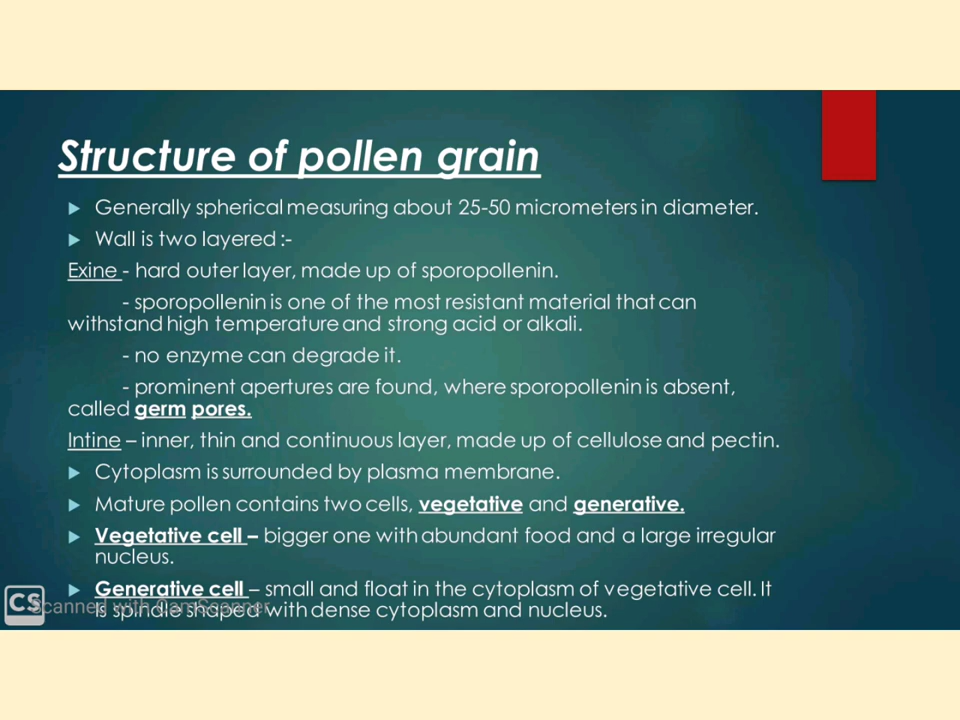 Structure of pollen grain
Generally spherical measuring about 25-50 micrometers in diameter.
Wall is two layered :-
Exine - hard outer layer, made up of sporopollenin.
- sporopollenin is one of the most resistant material that can
withstand high temperature and strong acid or alkali.
- no enzyme can degrade it.
- prominent apertures are found, where sporopollenin is absent,
called germ pores.
Intine – inner, thin and continuous layer, made up of cellulose and pectin.
Cytoplasm is surrounded by plasma membrane.
Mature pollen contains two cells, vegetative and generative.
Vegetative cell – bigger one with abundant food and a large irregular
nucleus.
Generative cell – small and float in the cytoplasm of vegetative cell. It
is spindle shaped with dense cytoplasm and nucleus.
CS Scanned with CamScanner